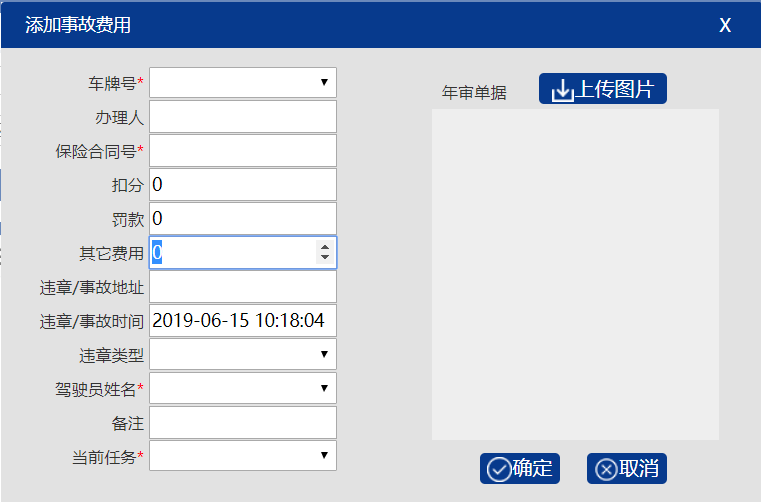 添加事故费用 X
车牌号*
办理人
保险合同号*
扣分 0
罚款 0
其它费用 0
违章/事故地址
违章/事故时间 2019-06-15 10:18:04
违章类型
驾驶员姓名*
备注
当前任务*
年审单据 上传图片
确定 取消